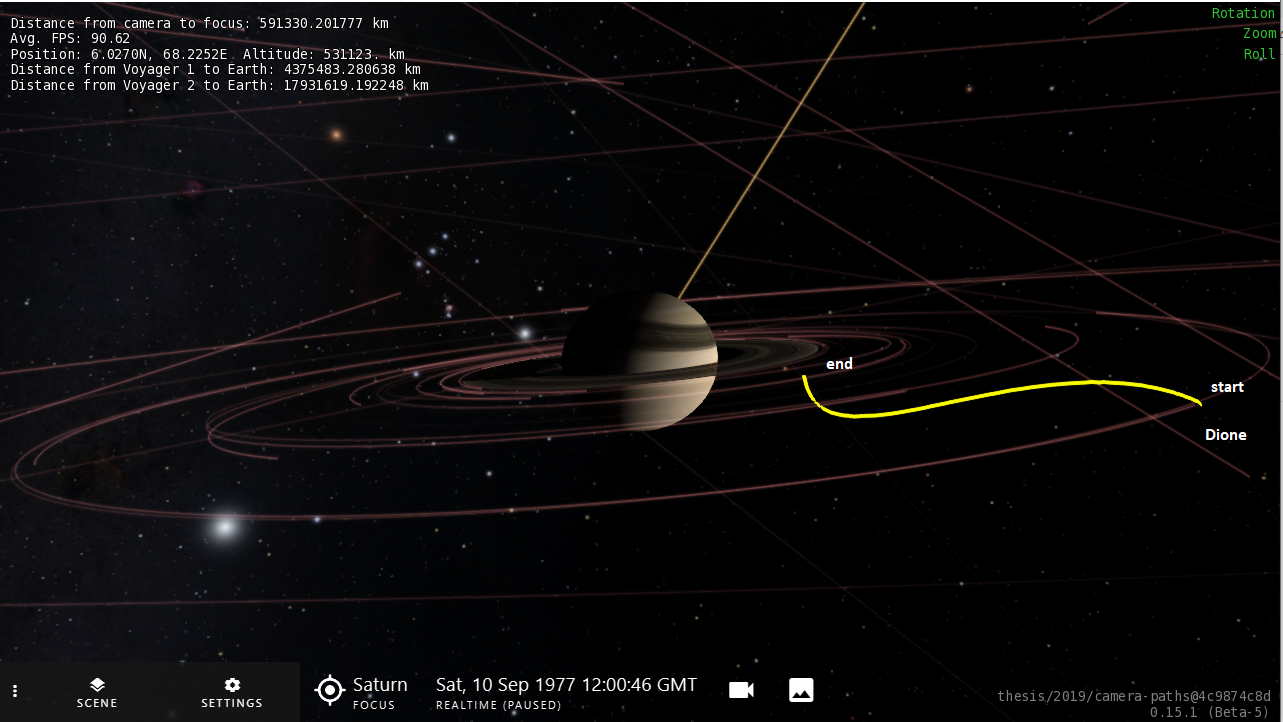 Distance from camera to focus: 591330.201777 km
Avg. FPS: 90.62
Position: 6.0270N, 68.2252E Altitude: 531123. km
Distance from Voyager 1 to Earth: 4375483.280638 km
Distance from Voyager 2 to Earth: 17931619.192248 km
Rotation
Zoom
Roll
end
start
Dione
SCENE
SETTINGS
Saturn
FOCUS
Sat, 10 Sep 1977 12:00:46 GMT
REALTIME (PAUSED)
thesis/2019/camera-paths@4c9874c8d
0.15.1 (Beta-5)